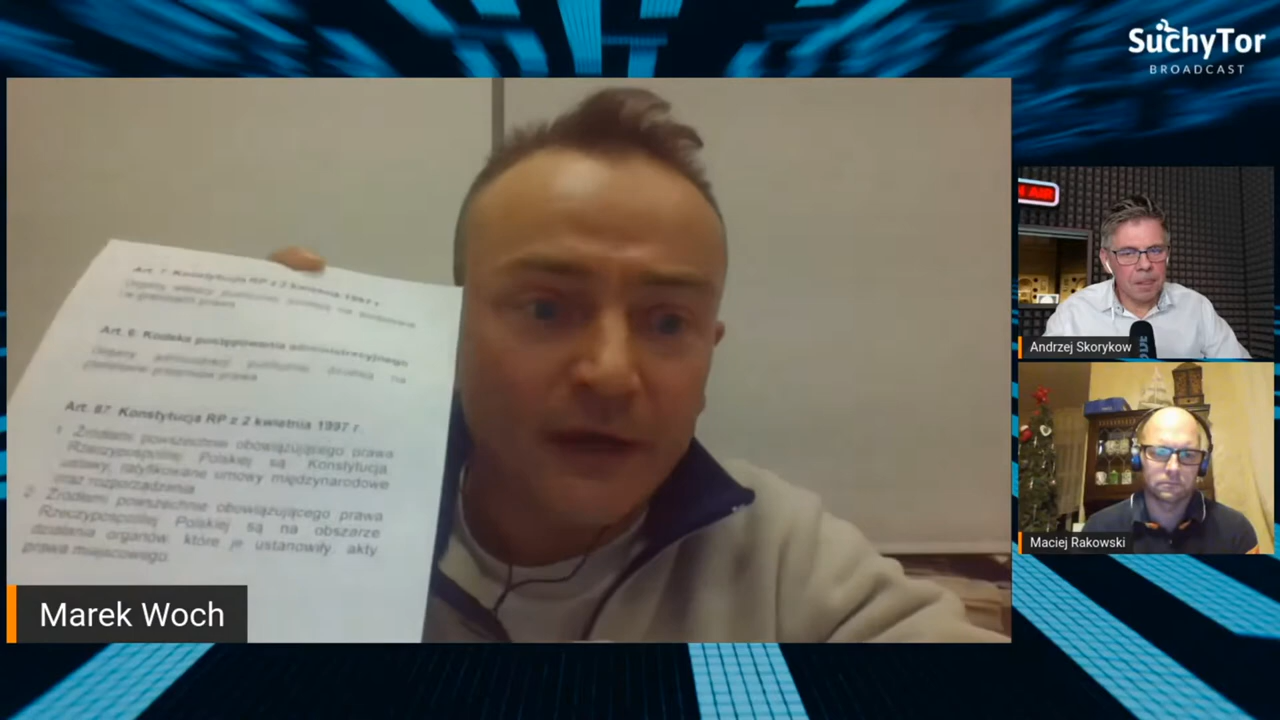 SuchyTor
BROADCAST
Art. 7 Konstytucja RP z 2 kwietnia 1997 r.
Organy władzy publicznej działają na podstawie
i w granicach prawa
Art. 6 Kodeks postępowania administracyjnego
Organy administracji publicznej działają na
podstawie przepisów prawa
Art. 87 Konstytucja RP z 2 kwietnia 1997 r.
1. Źródłami powszechnie obowiązującego prawa
Rzeczypospolitej Polskiej są Konstytucja
ustawy, ratyfikowane umowy międzynarodowe
oraz rozporządzenia
2. Źródłami powszechnie obowiązującego prawa
Rzeczypospolitej Polskiej są na obszarze
działania organów, które je ustanowiły akty
prawa miejscowego.
Marek Woch
AIR
Andrzej Skorykow
Maciej Rakowski